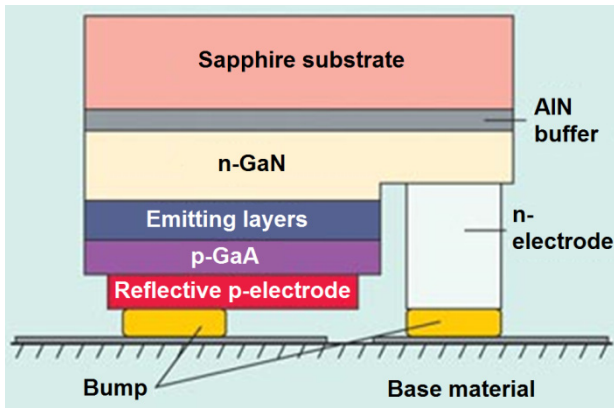 Sapphire substrate
AlN
buffer
n-GaN
Emitting layers
n-
electrode
p-GaA
Reflective p-electrode
Bump
Base material